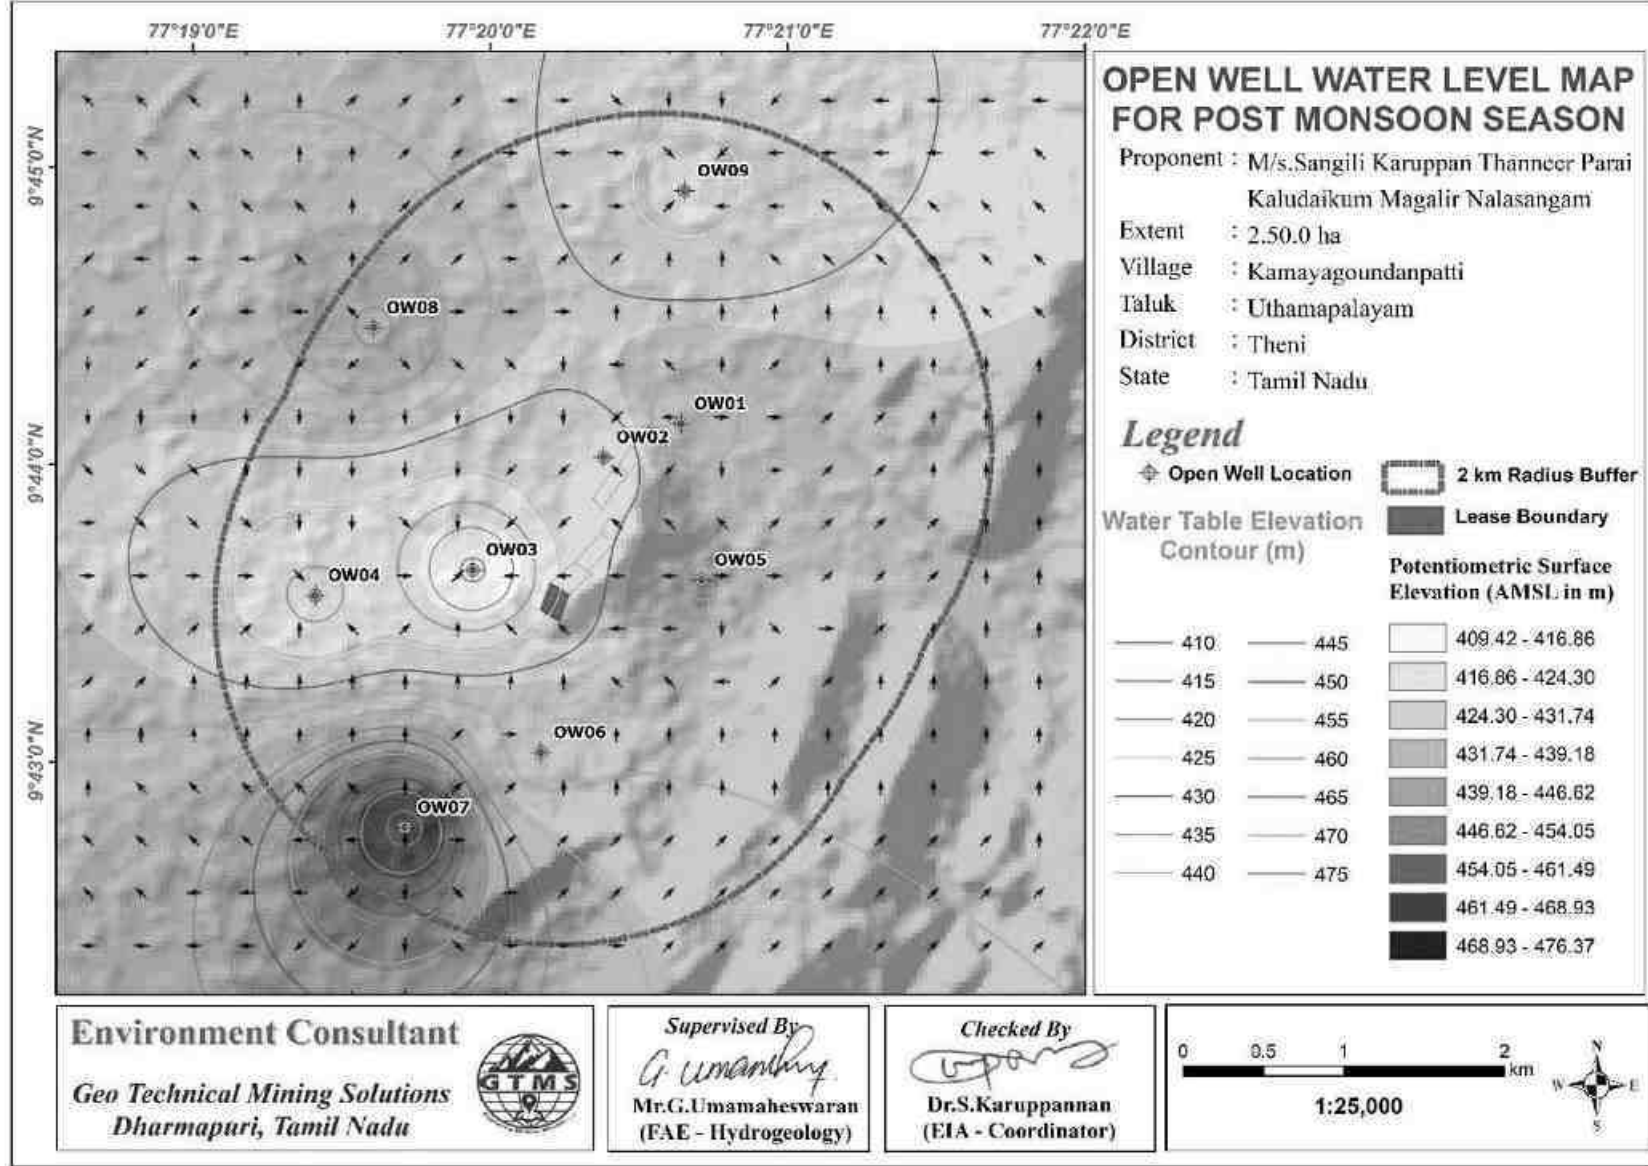 77°19'0"E
77°20'0"E
77°21'0"E
77°22'0"E
9°45'0"N
9°44'0"N
9°43'0"N
OW09
OW08
OW01
OW02
OW03
OW05
OW04
OW06
OW07
OPEN WELL WATER LEVEL MAP
FOR POST MONSOON SEASON
Proponent : M/s.Sangili Karuppan Thanneer Parai
Kaludaikum Magalir Nalasangam
Extent : 2.50.0 ha
Village : Kamayagoundanpatti
Taluk : Uthamapalayam
District : Theni
State : Tamil Nadu
Legend
Open Well Location
2 km Radius Buffer
Lease Boundary
Water Table Elevation
Contour (m)
410 445
415 450
420 455
425 460
430 465
435 470
440 475
Potentiometric Surface
Elevation (AMSL in m)
409.42 - 416.86
416.86 - 424.30
424.30 - 431.74
431.74 - 439.18
439.18 - 446.62
446.62 - 454.05
454.05 - 461.49
461.49 - 468.93
468.93 - 476.37
Environment Consultant
Geo Technical Mining Solutions
Dharmapuri, Tamil Nadu
GTMS
Supervised By
G. Umamhy.
Mr.G.Umamaheswaran
(FAE - Hydrogeology)
Checked By
Dr.S.Karuppannan
(EIA - Coordinator)
0 0.5 1 2
km
1:25,000
N
W E
S